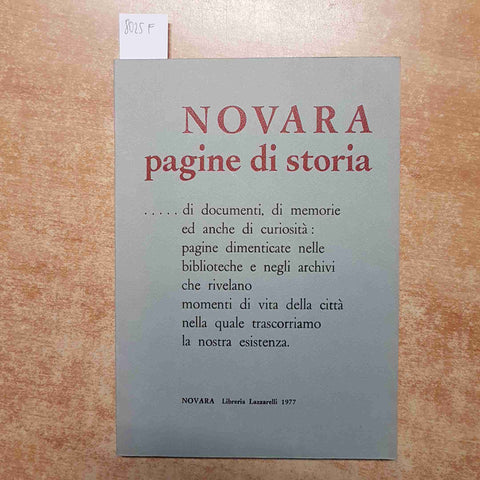 8025 F
NOVARA
pagine di storia
..... di documenti, di memorie
ed anche di curiosità :
pagine dimenticate nelle
biblioteche e negli archivi
che rivelano
momenti di vita della città
nella quale trascorriamo
la nostra esistenza.
NOVARA Libreria Lazzarelli 1977